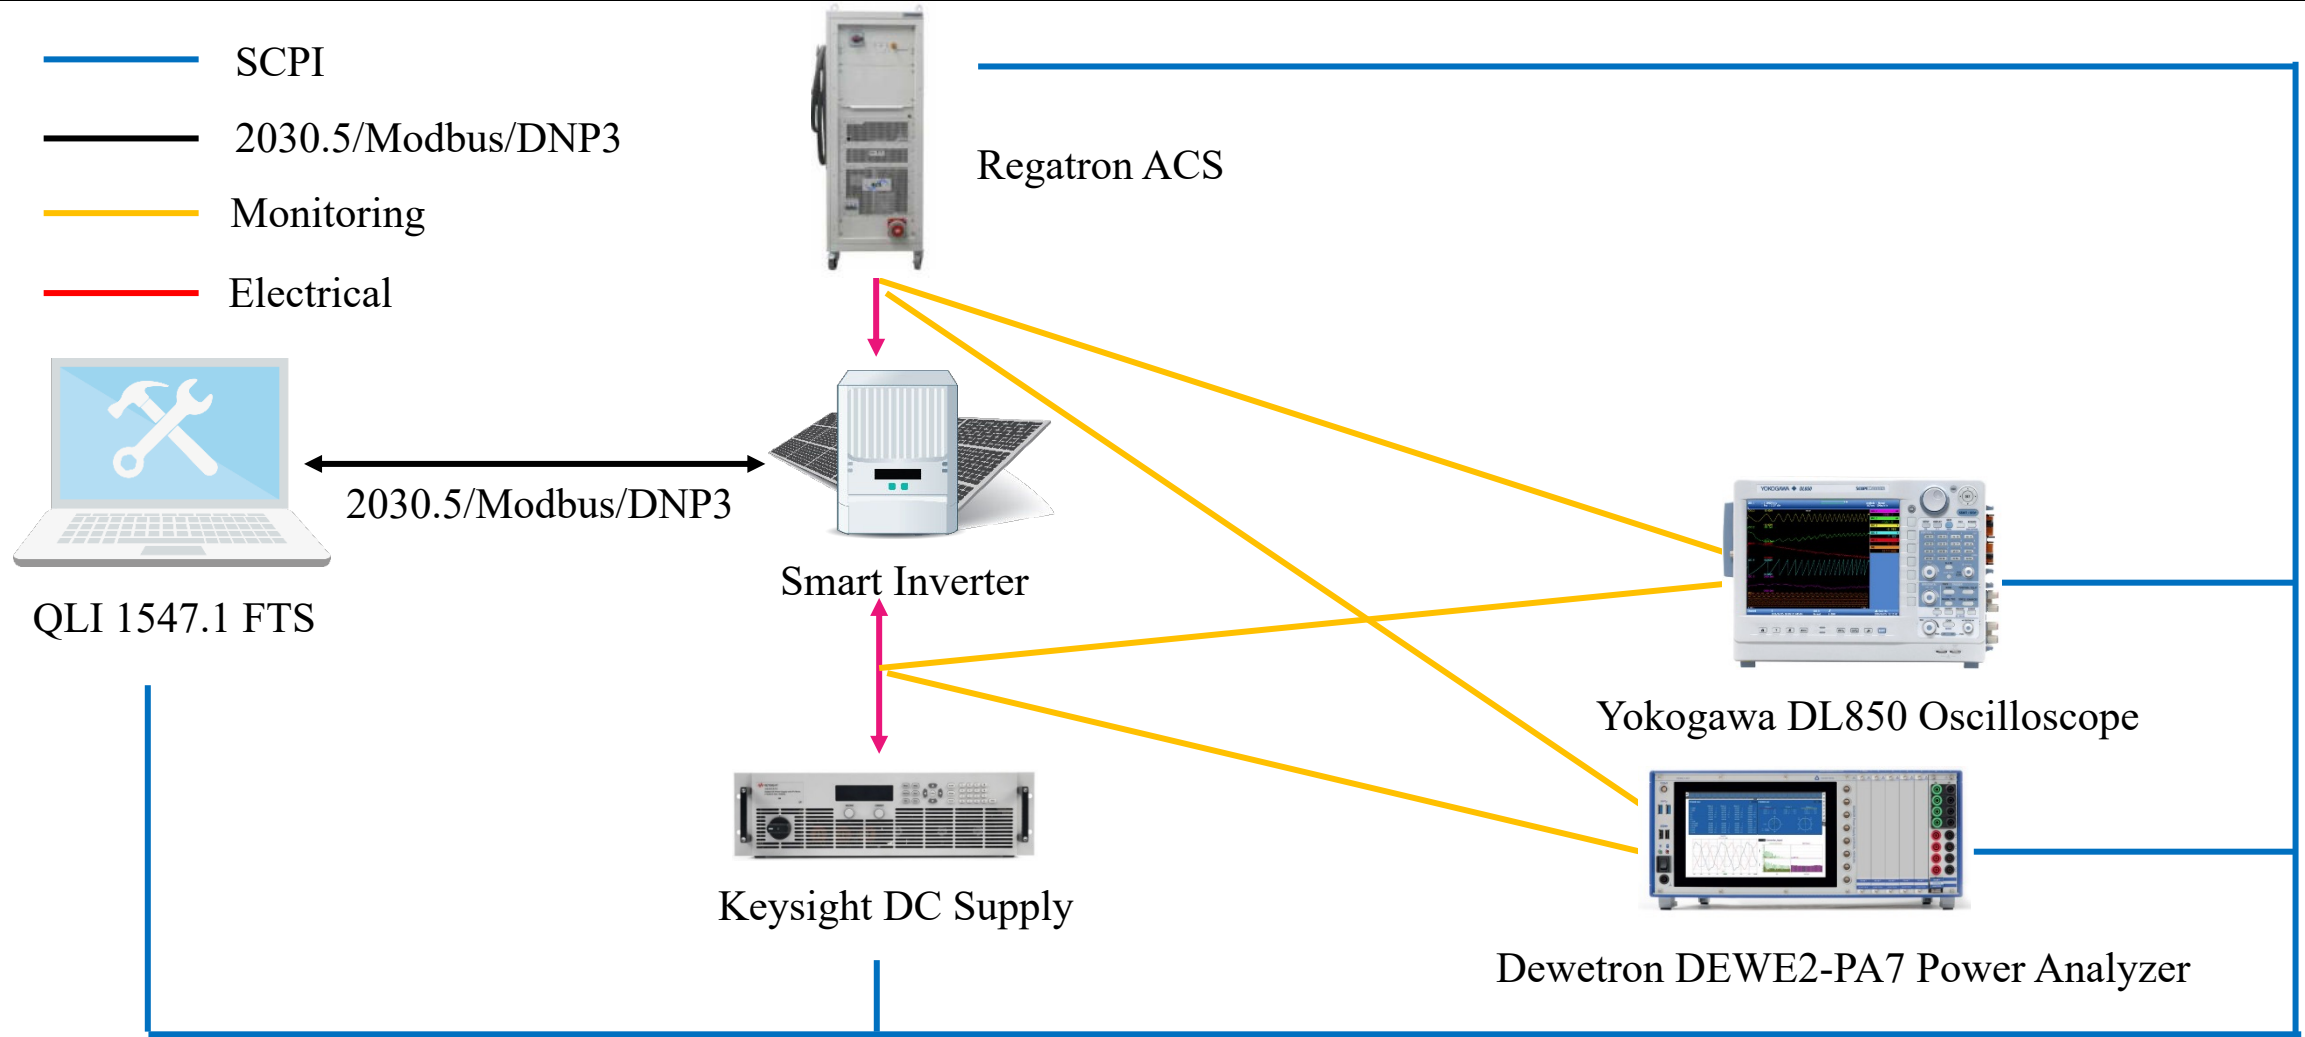 SCPI
2030.5/Modbus/DNP3
Monitoring
Electrical
Regatron ACS
2030.5/Modbus/DNP3
Smart Inverter
QLI 1547.1 FTS
YOKOGAWA
Yokogawa DL850 Oscilloscope
Keysight DC Supply
Dewetron DEWE2-PA7 Power Analyzer